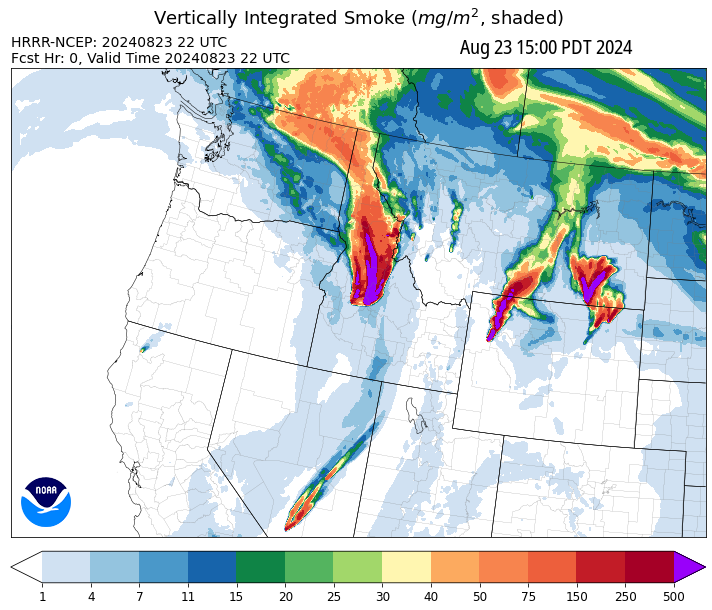 Vertically Integrated Smoke (mg/m², shaded)
HRRR-NCEP: 20240823 22 UTC
Fcst Hr: 0, Valid Time 20240823 22 UTC
Aug 23 15:00 PDT 2024
NOAA
1 4 7 11 15 20 25 30 40 50 75 150 250 500